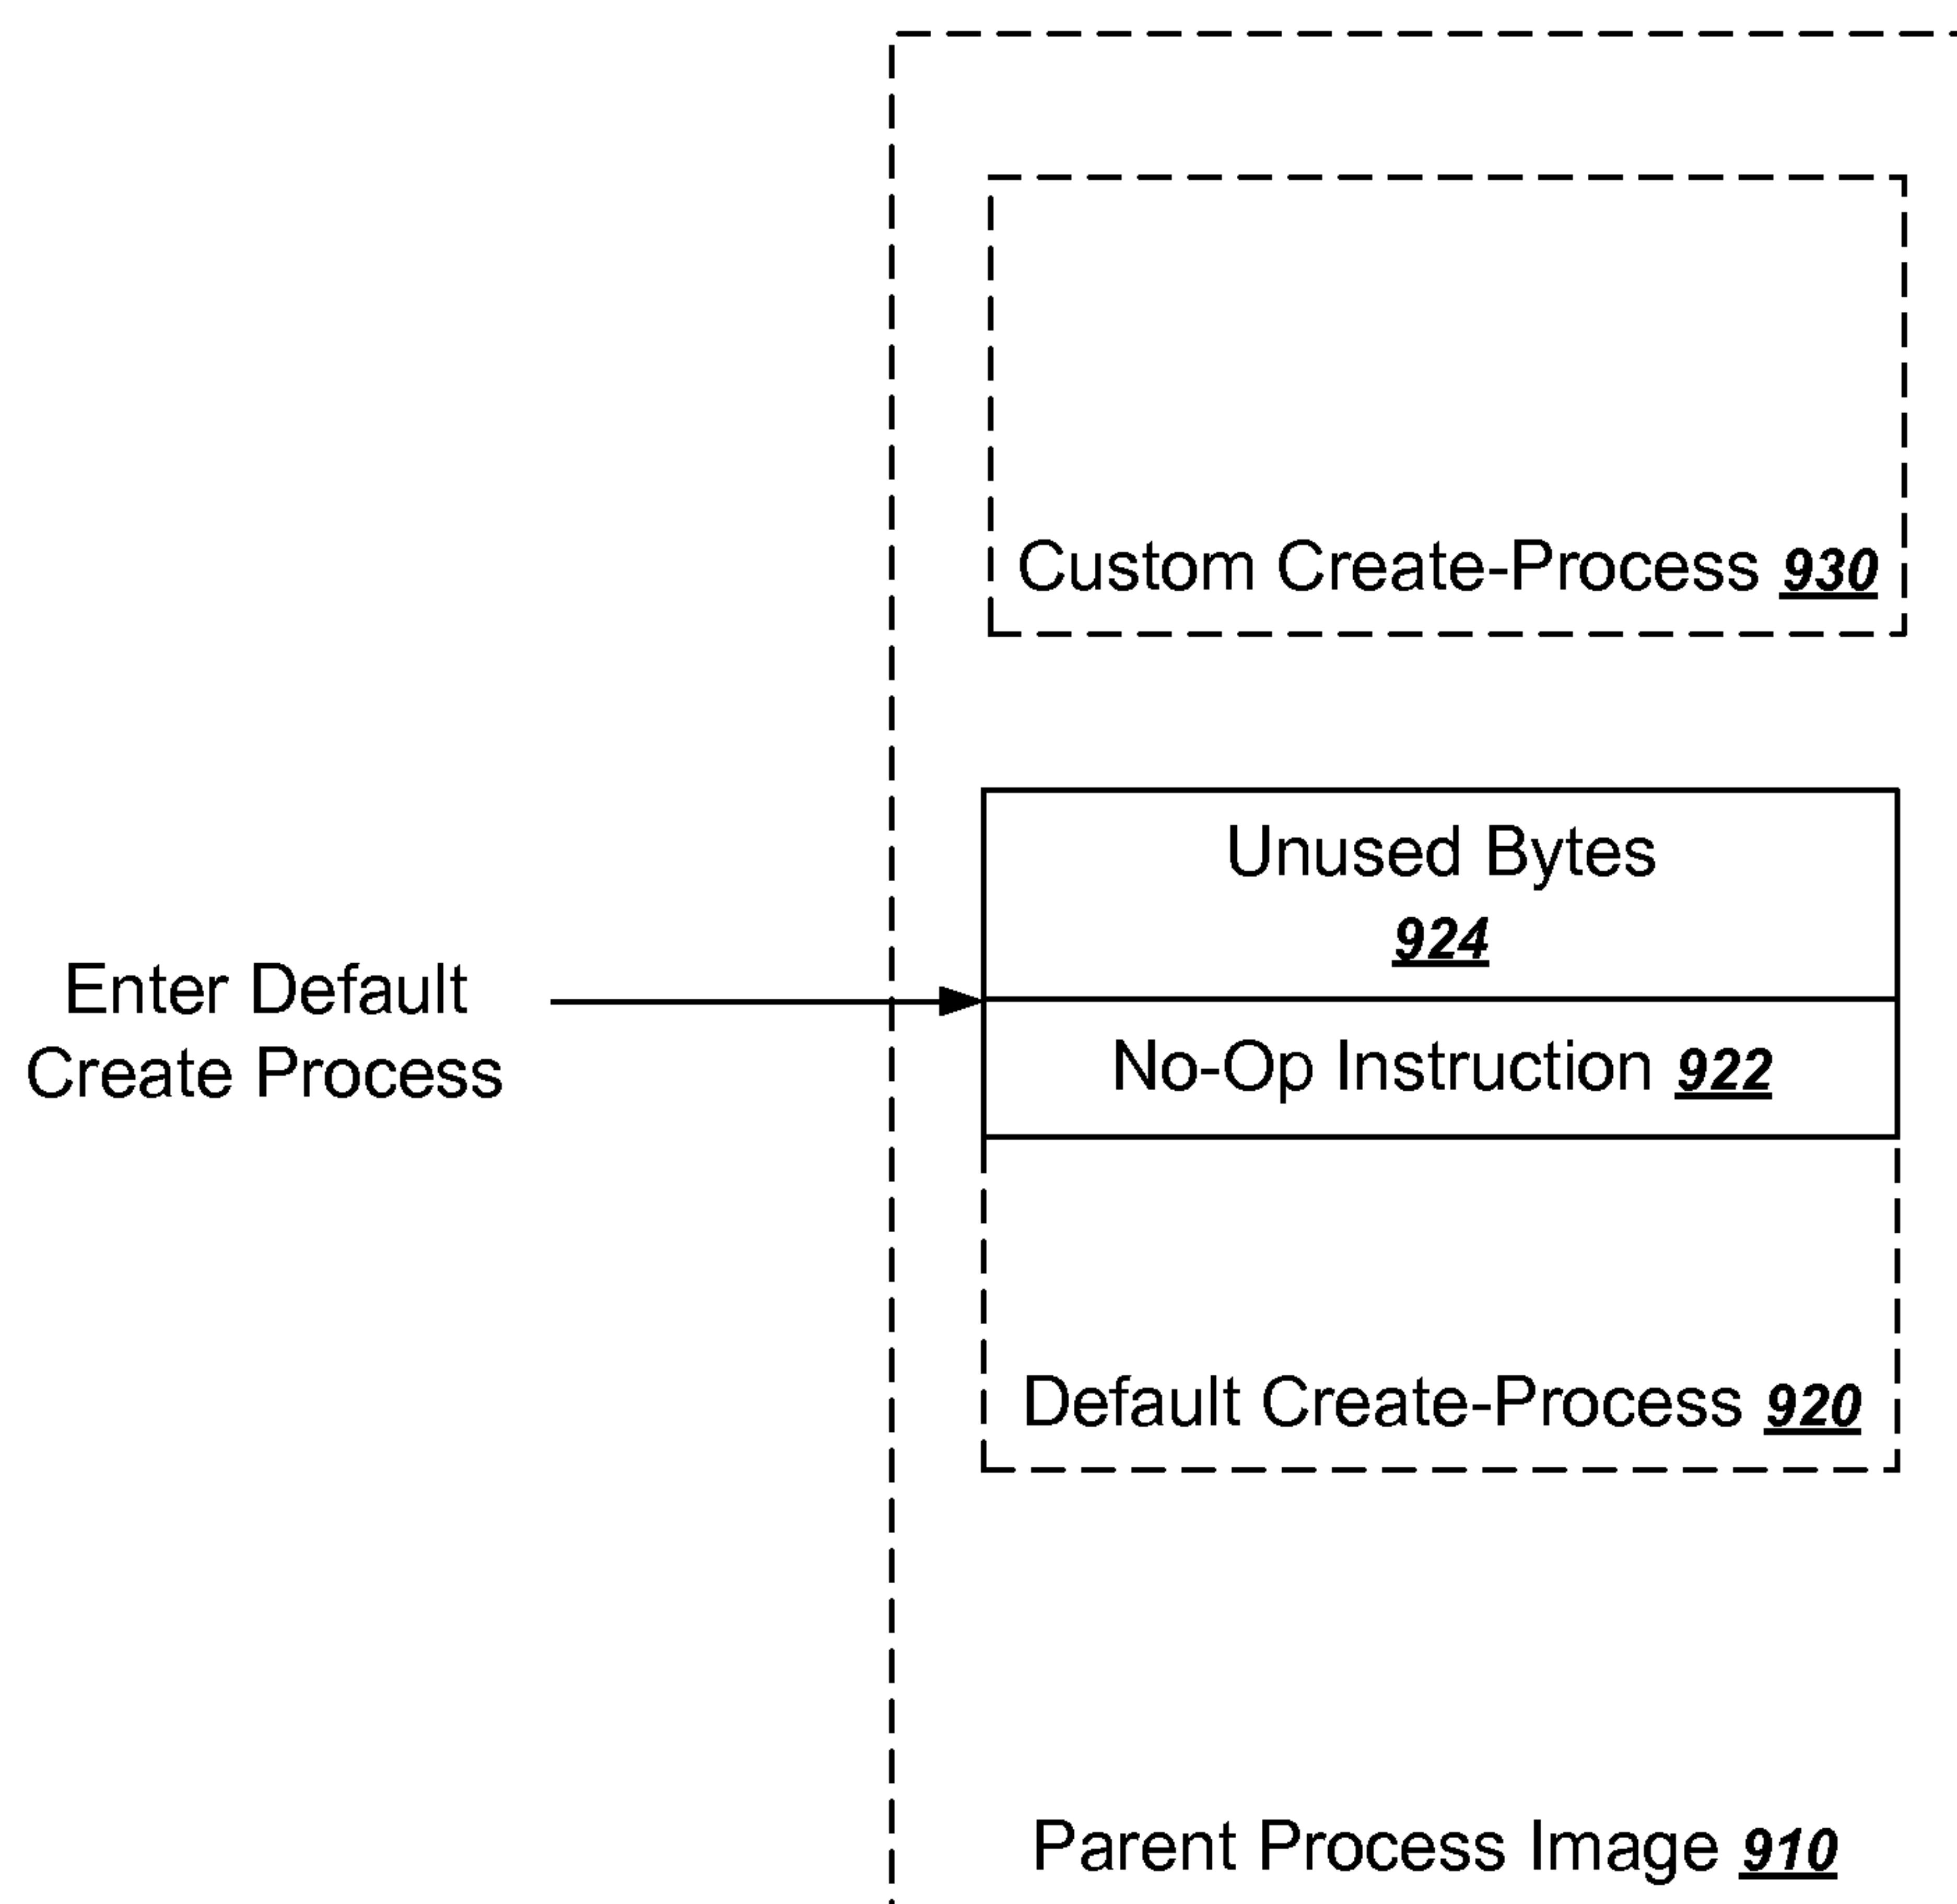 Custom Create-Process 930
Unused Bytes
924
Enter Default
Create Process
No-Op Instruction 922
Default Create-Process 920
Parent Process Image 910